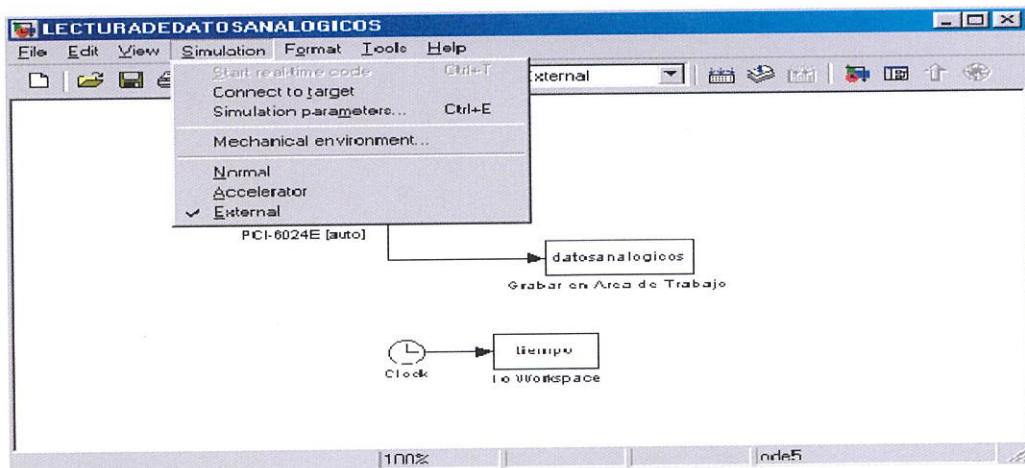 LECTURADEDATOSANALOGICOS
File Edit View Simulation Format Tools Help
Start real-time code Ctrl+T
Connect to target
Simulation parameters... Ctrl+E
Mechanical environment...
Normal
Accelerator
External
xternal
PCI-6024E [auto]
datosanalogicos
Grabar en Area de Trabajo
tiempo
Clock
To Workspace
100%
ode5